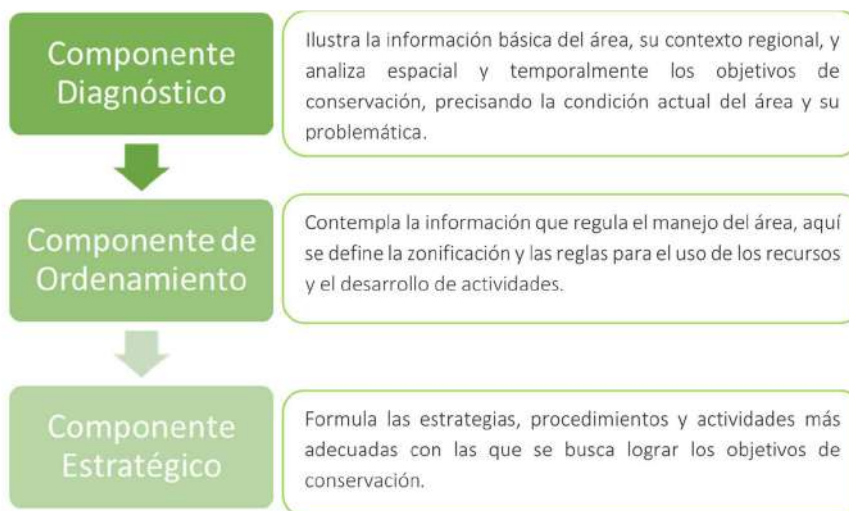 Componente
Diagnóstico
Ilustra la información básica del área, su contexto regional, y
analiza espacial y temporalmente los objetivos de
conservación, precisando la condición actual del área y su
problemática.
Componente de
Ordenamiento
Contempla la información que regula el manejo del área, aquí
se define la zonificación y las reglas para el uso de los recursos
y el desarrollo de actividades.
Componente
Estratégico
Formula las estrategias, procedimientos y actividades más
adecuadas con las que se busca lograr los objetivos de
conservación.